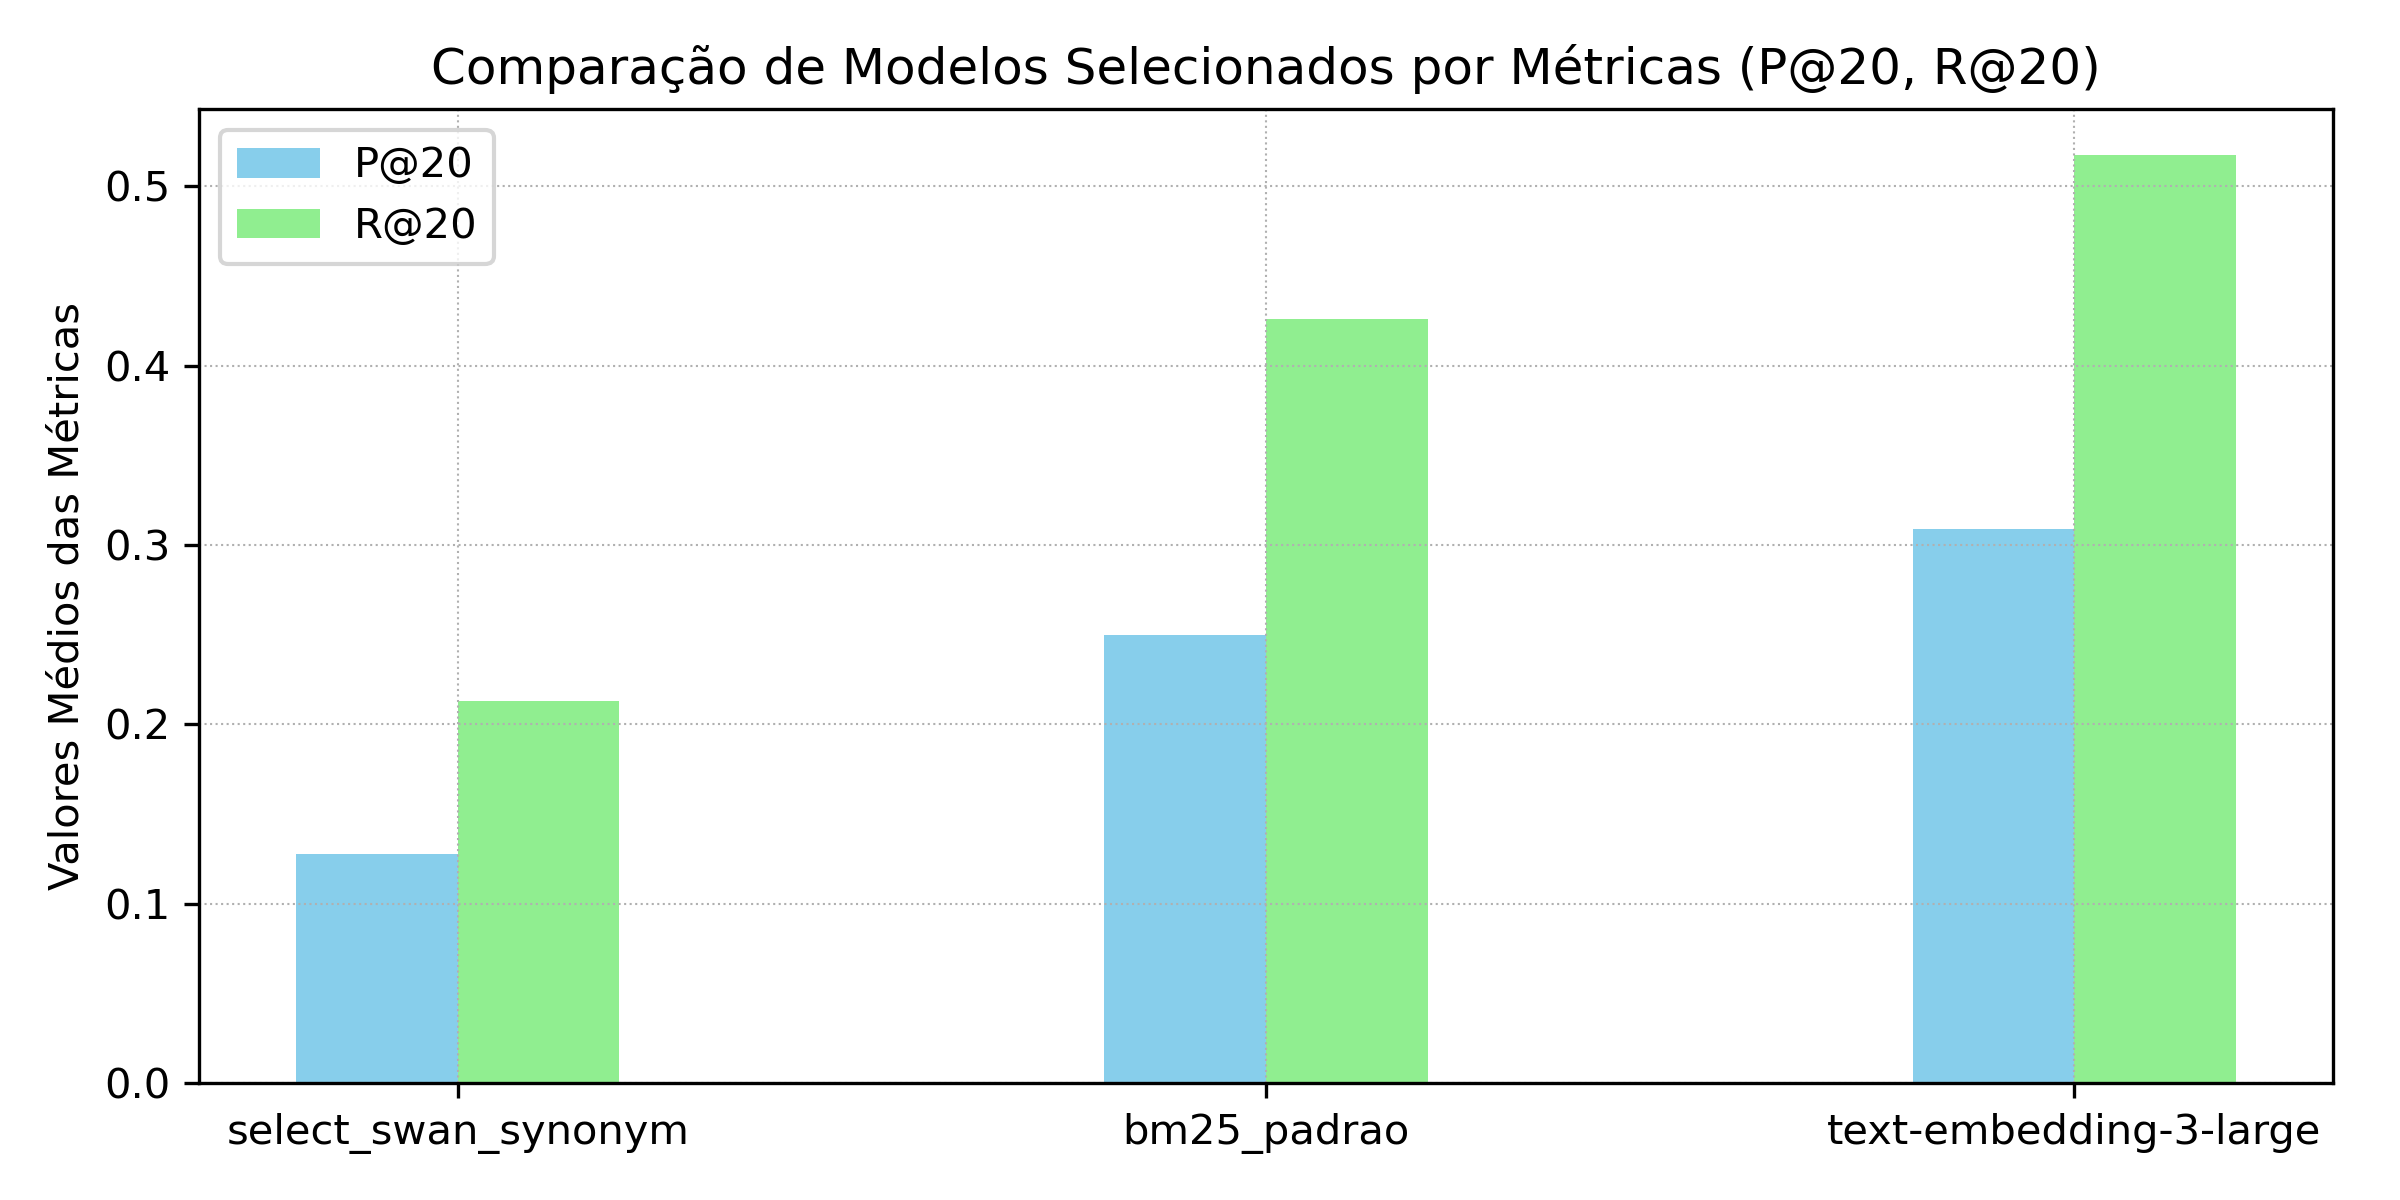 Comparação de Modelos Selecionados por Métricas (P@20, R@20)
P@20
R@20
Valores Médios das Métricas
0.5
0.4
0.3
0.2
0.1
0.0
select_swan_synonym
bm25_padrao
text-embedding-3-large